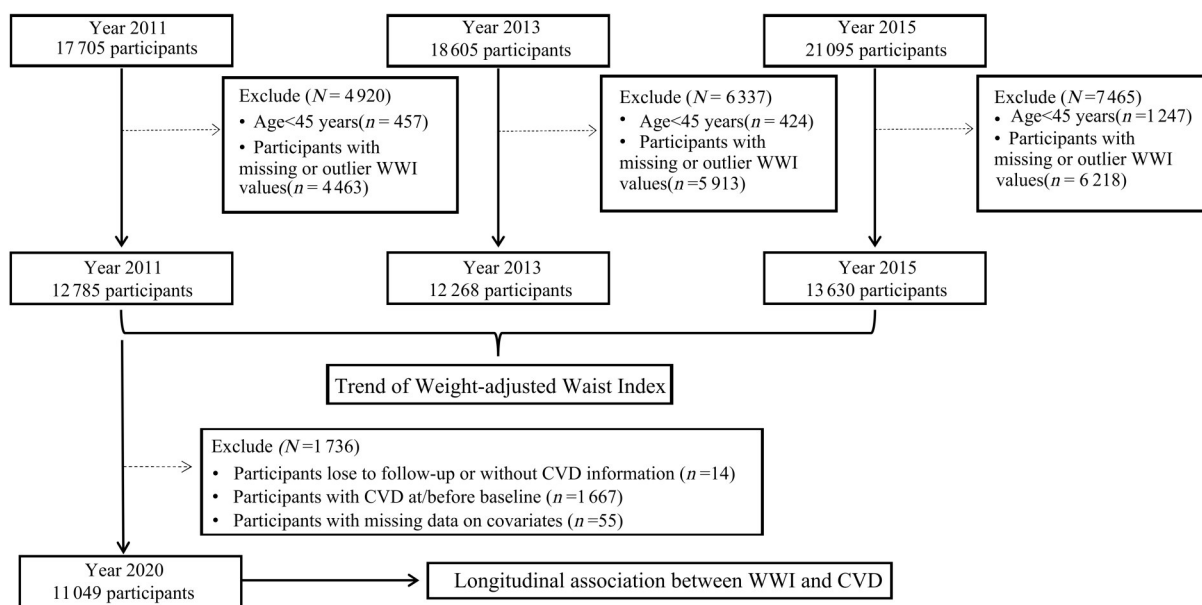 Year 2011
17 705 participants
Year 2013
18 605 participants
Year 2015
21 095 participants
Exclude (N = 4 920)
• Age<45 years(n = 457)
• Participants with
missing or outlier WWI
values(n = 4 463)
Exclude (N = 6 337)
• Age<45 years(n = 424)
• Participants with
missing or outlier WWI
values(n =5 913)
Exclude (N =7 465)
• Age<45 years(n =1 247)
• Participants with
missing or outlier WWI
values(n = 6 218)
Year 2011
12 785 participants
Year 2013
12 268 participants
Year 2015
13 630 participants
Trend of Weight-adjusted Waist Index
Exclude (N =1 736)
• Participants lose to follow-up or without CVD information (n =14)
• Participants with CVD at/before baseline (n =1 667)
• Participants with missing data on covariates (n =55)
Year 2020
11 049 participants
Longitudinal association between WWI and CVD